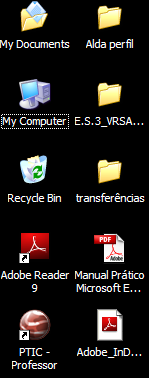 My Documents
Alda perfil
My Computer
E.S.3_VRSA...
Recycle Bin
transferências
Adobe Reader
9
Manual Prático
Microsoft E...
PTIC -
Professor
Adobe_InD...